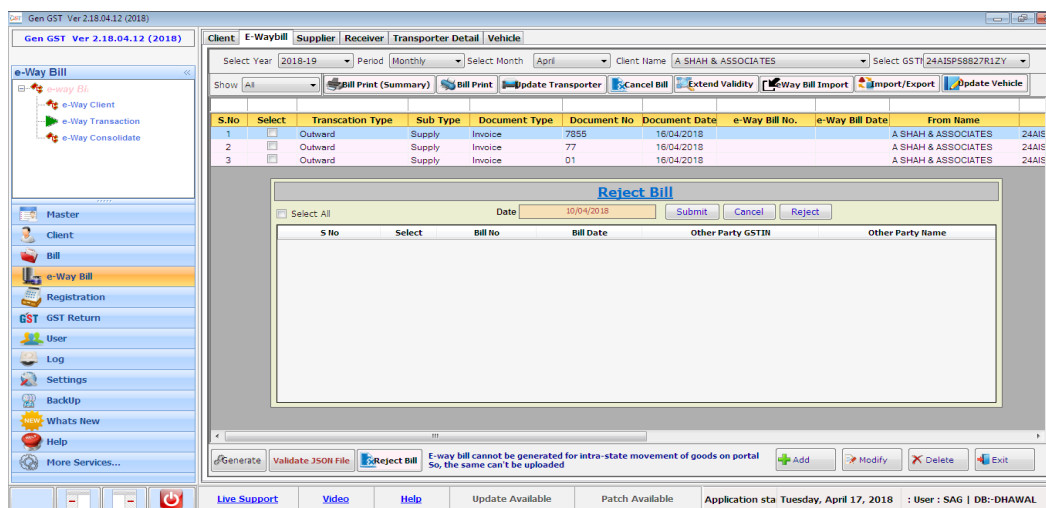 GST Gen GST Ver 2.18.04.12 (2018)
Gen GST Ver 2.18.04.12 (2018)
Client E-Waybill Supplier Receiver Transporter Detail Vehicle
Select Year 2018-19 Period Monthly Select Month April Client Name A SHAH & ASSOCIATES Select GSTI 24AISPS8827R1ZY
e-Way Bill
Show All Bill Print (Summary) Bill Print Update Transporter Cancel Bill Extend Validity eWay Bill Import Import/Export Update Vehicle
e-way Bi
e-Way Client
e-Way Transaction
e-Way Consolidate
S.No Select Transcation Type Sub Type Document Type Document No Document Date e-Way Bill No. e-Way Bill Date From Name
1 Outward Supply Invoice 7855 16/04/2018 A SHAH & ASSOCIATES 24AIS
2 Outward Supply Invoice 77 16/04/2018 A SHAH & ASSOCIATES 24AIS
3 Outward Supply Invoice 01 16/04/2018 A SHAH & ASSOCIATES 24AIS
Reject Bill
Select All Date 10/04/2018 Submit Cancel Reject
S No Select Bill No Bill Date Other Party GSTIN Other Party Name
Master
Client
Bill
e-Way Bill
Registration
GST GST Return
User
Log
Settings
BackUp
NEW Whats New
Help
More Services...
Generate Validate JSON File Reject Bill E-way bill cannot be generated for intra-state movement of goods on portal
So, the same can't be uploaded
Add Modify Delete Exit
Live Support Video Help Update Available Patch Available Application sta Tuesday, April 17, 2018 : User : SAG | DB:-DHAWAL